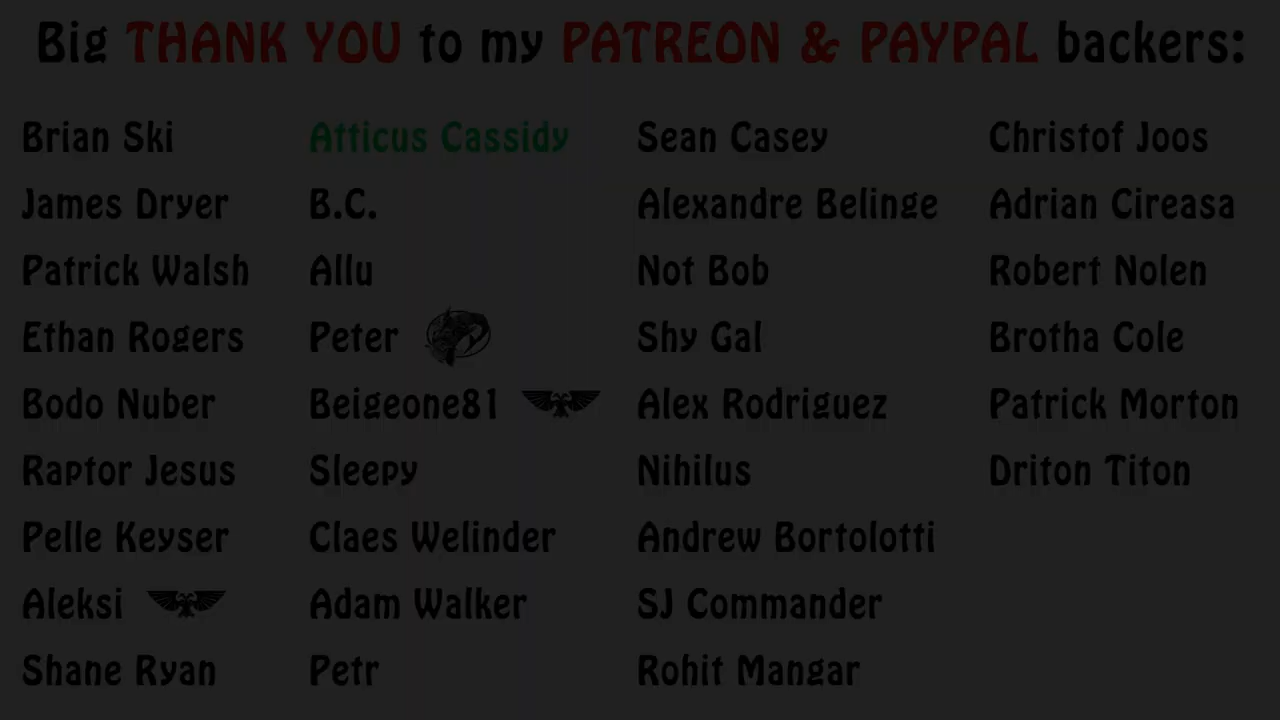 Big THANK YOU to my PATREON & PAYPAL backers:
Brian Ski
James Dryer
Patrick Walsh
Ethan Rogers
Bodo Nuber
Raptor Jesus
Pelle Keyser
Aleksi
Shane Ryan
Atticus Cassidy
B.C.
Allu
Peter
Beigeone81
Sleepy
Claes Welinder
Adam Walker
Petr
Sean Casey
Alexandre Belinge
Not Bob
Shy Gal
Alex Rodriguez
Nihilus
Andrew Bortolotti
SJ Commander
Rohit Mangar
Christof Joos
Adrian Cireasa
Robert Nolen
Brotha Cole
Patrick Morton
Driton Titon